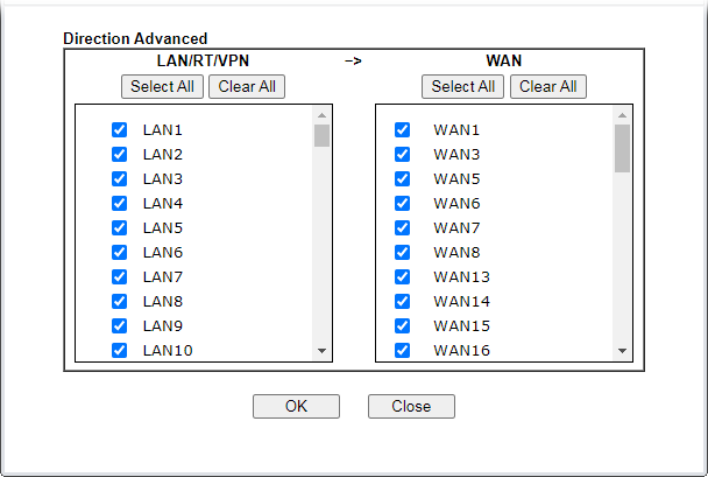 Direction Advanced
LAN/RT/VPN –> WAN
Select All Clear All Select All Clear All
LAN1 WAN1
LAN2 WAN3
LAN3 WAN5
LAN4 WAN6
LAN5 WAN7
LAN6 WAN8
LAN7 WAN13
LAN8 WAN14
LAN9 WAN15
LAN10 WAN16
OK Close